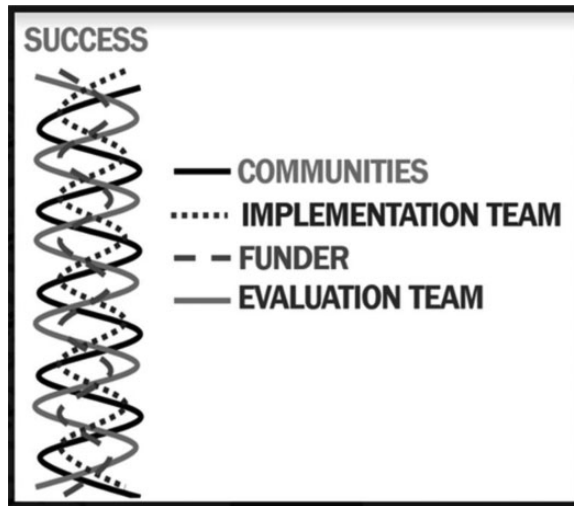 SUCCESS
COMMUNITIES
IMPLEMENTATION TEAM
FUNDER
EVALUATION TEAM